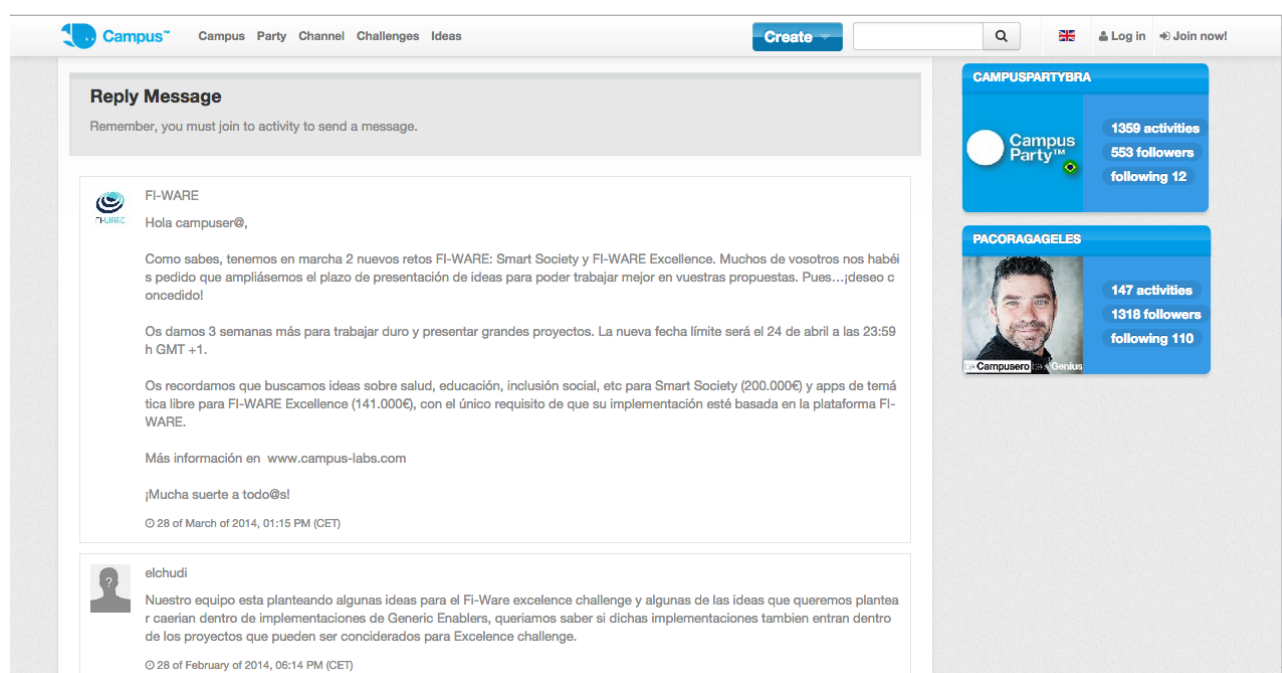 Campus™ Campus Party Channel Challenges Ideas Create Log in Join now!
Reply Message
Remember, you must join to activity to send a message.
FI-WARE
FI-WARE
Hola campuser@,
Como sabes, tenemos en marcha 2 nuevos retos FI-WARE: Smart Society y FI-WARE Excellence. Muchos de vosotros nos habéi
s pedido que ampliásemos el plazo de presentación de ideas para poder trabajar mejor en vuestras propuestas. Pues…¡deseo c
oncedido!
Os damos 3 semanas más para trabajar duro y presentar grandes proyectos. La nueva fecha límite será el 24 de abril a las 23:59
h GMT +1.
Os recordamos que buscamos ideas sobre salud, educación, inclusión social, etc para Smart Society (200.000€) y apps de temá
tica libre para FI-WARE Excellence (141.000€), con el único requisito de que su implementación esté basada en la plataforma FI-
WARE.
Más información en  www.campus-labs.com
¡Mucha suerte a todo@s!
28 of March of 2014, 01:15 PM (CET)
?
elchudi
Nuestro equipo esta planteando algunas ideas para el Fi-Ware excelence challenge y algunas de las ideas que queremos plantea
r caerian dentro de implementaciones de Generic Enablers, queriamos saber si dichas implementaciones tambien entran dentro
de los proyectos que pueden ser conciderados para Excelence challenge.
28 of February of 2014, 06:14 PM (CET)
CAMPUSPARTYBRA
Campus
Party™
1359 activities
553 followers
following 12
PACORAGAGELES
147 activities
1318 followers
following 110
Campusero Genius